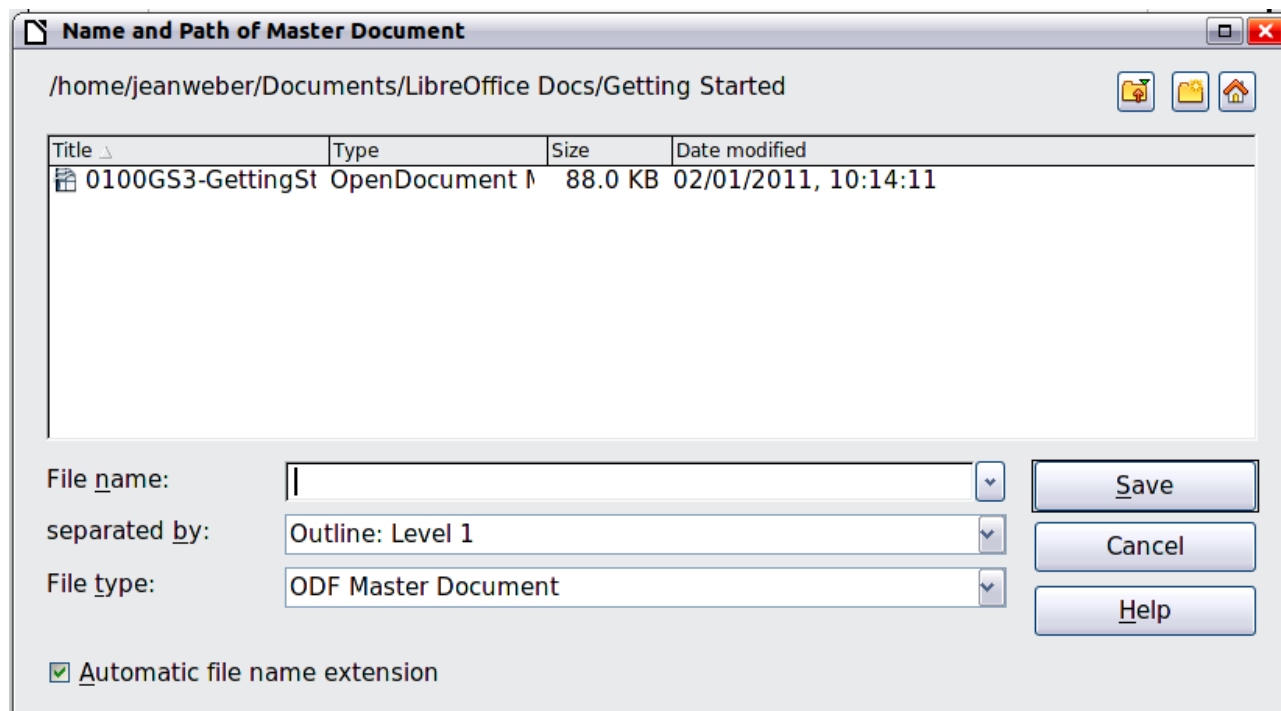 Name and Path of Master Document
/home/jeanweber/Documents/LibreOffice Docs/Getting Started
Title Type Size Date modified
0100GS3-GettingSt OpenDocument M 88.0 KB 02/01/2011, 10:14:11
File name:
Save
separated by: Outline: Level 1
Cancel
File type: ODF Master Document
Help
Automatic file name extension